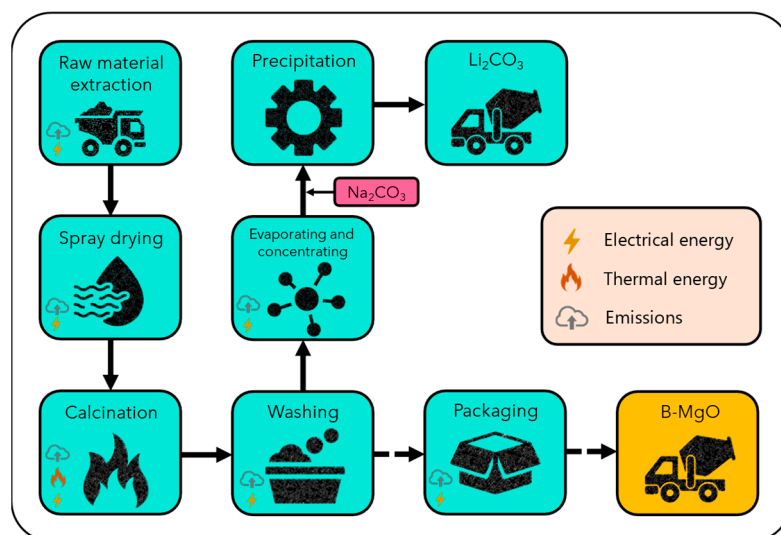 Raw material
extraction
Precipitation
Li₂CO₃
Na₂CO₃
Spray drying
Evaporating and
concentrating
Electrical energy
Thermal energy
Emissions
Calcination
Washing
Packaging
B-MgO